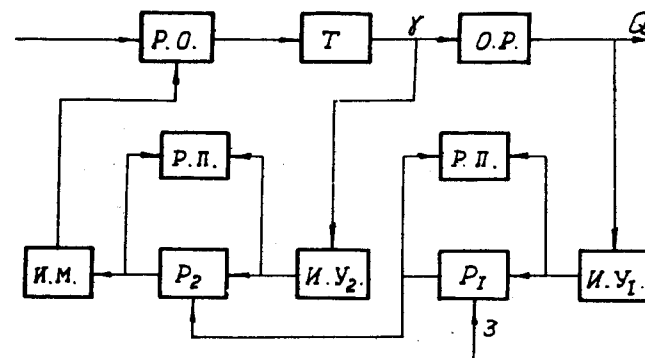 Р.О.
Т
γ
О.Р.
Q
Р.П.
Р.П.
И.М.
Р₂
И.У₂.
Р₁
И.У₁.
З